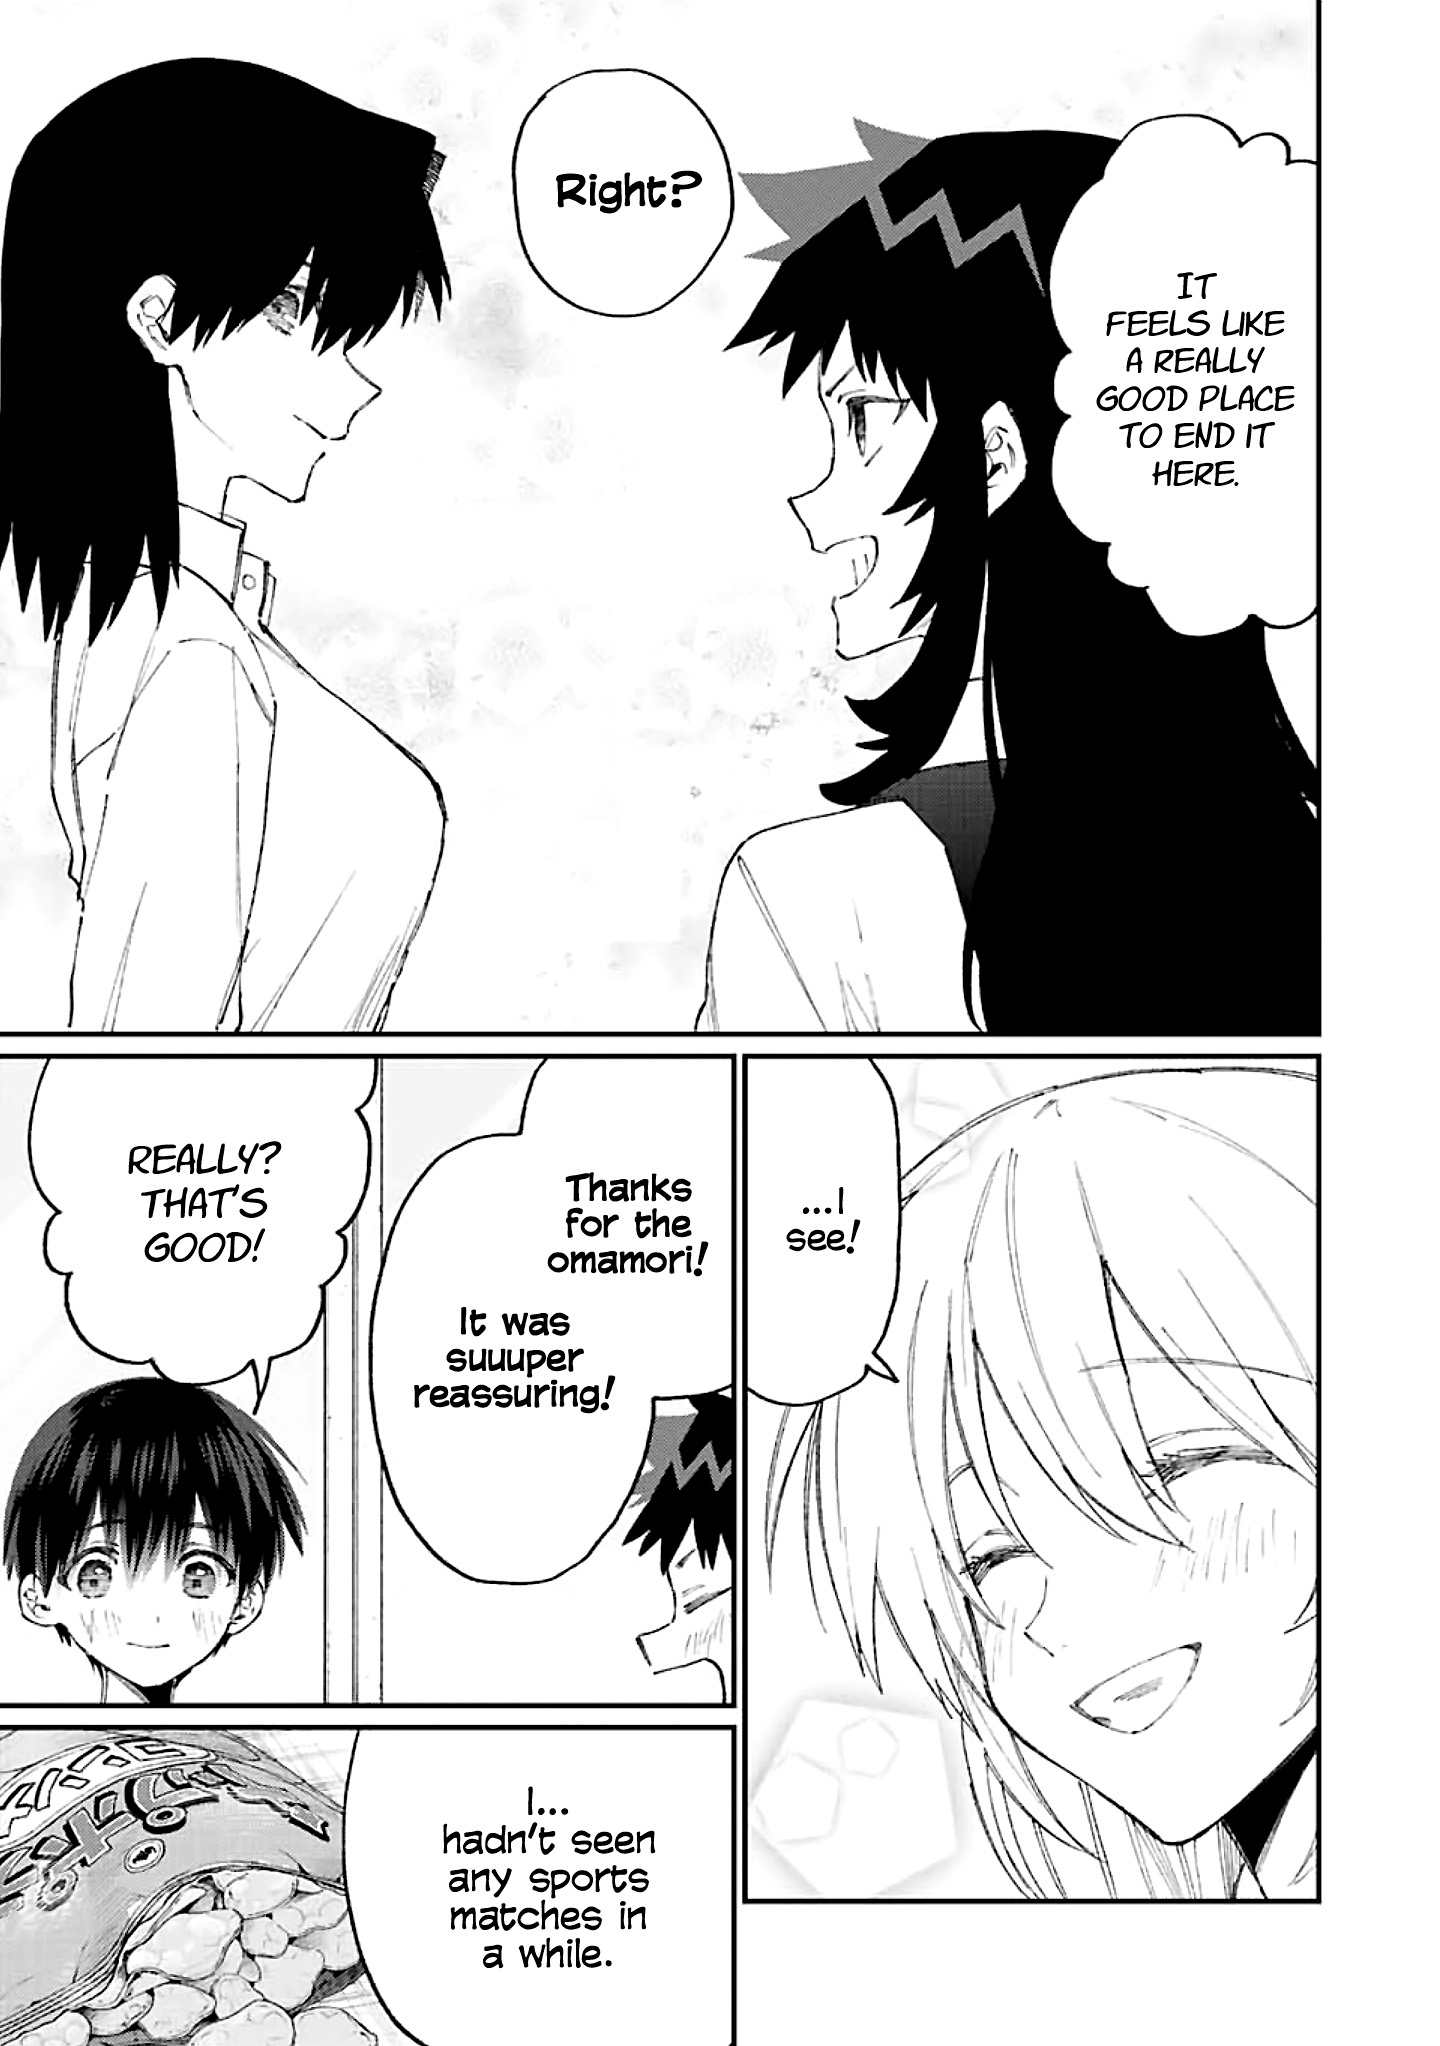 IT
FEELS LIKE
A REALLY
GOOD PLACE
TO END IT
HERE.
Right?
...I
see!
Thanks
for the
omamori!
It was
suuuper
reassuring!
REALLY?
THAT'S
GOOD!
I...
hadn't seen
any sports
matches in
a while.